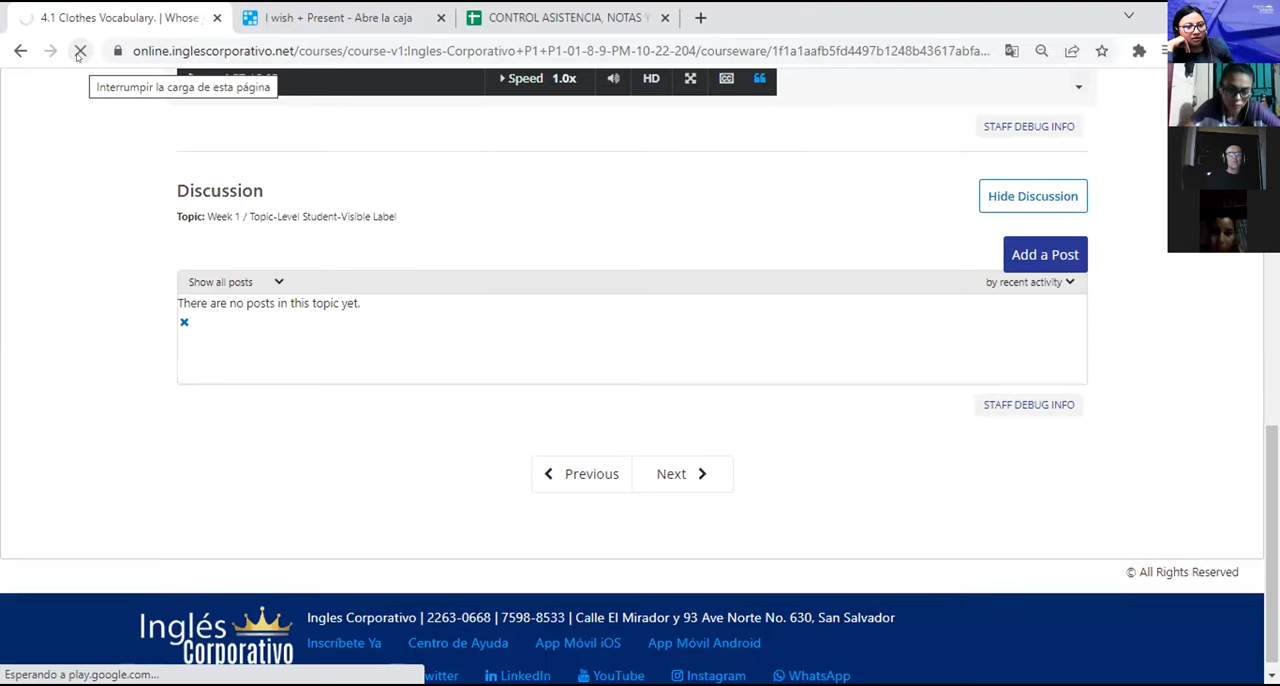 4.1 Clothes Vocabulary. | Whose
I wish + Present - Abre la caja
CONTROL ASISTENCIA, NOTAS Y
online.inglescorporativo.net/courses/course-v1:Ingles-Corporativo+P1+P1-01-8-9-PM-10-22-204/courseware/1f1a1aafb5fd4497b1248b43617abfa...
Interrumpir la carga de esta página
Speed 1.0x
HD
STAFF DEBUG INFO
Discussion
Hide Discussion
Topic: Week 1 / Topic-Level Student-Visible Label
Add a Post
Show all posts
by recent activity
There are no posts in this topic yet.
STAFF DEBUG INFO
Previous
Next
© All Rights Reserved
Inglés
Corporativo
Ingles Corporativo | 2263-0668 | 7598-8533 | Calle El Mirador y 93 Ave Norte No. 630, San Salvador
Inscríbete Ya
Centro de Ayuda
App Móvil iOS
App Móvil Android
Esperando a play.google.com...
witter
LinkedIn
YouTube
Instagram
WhatsApp